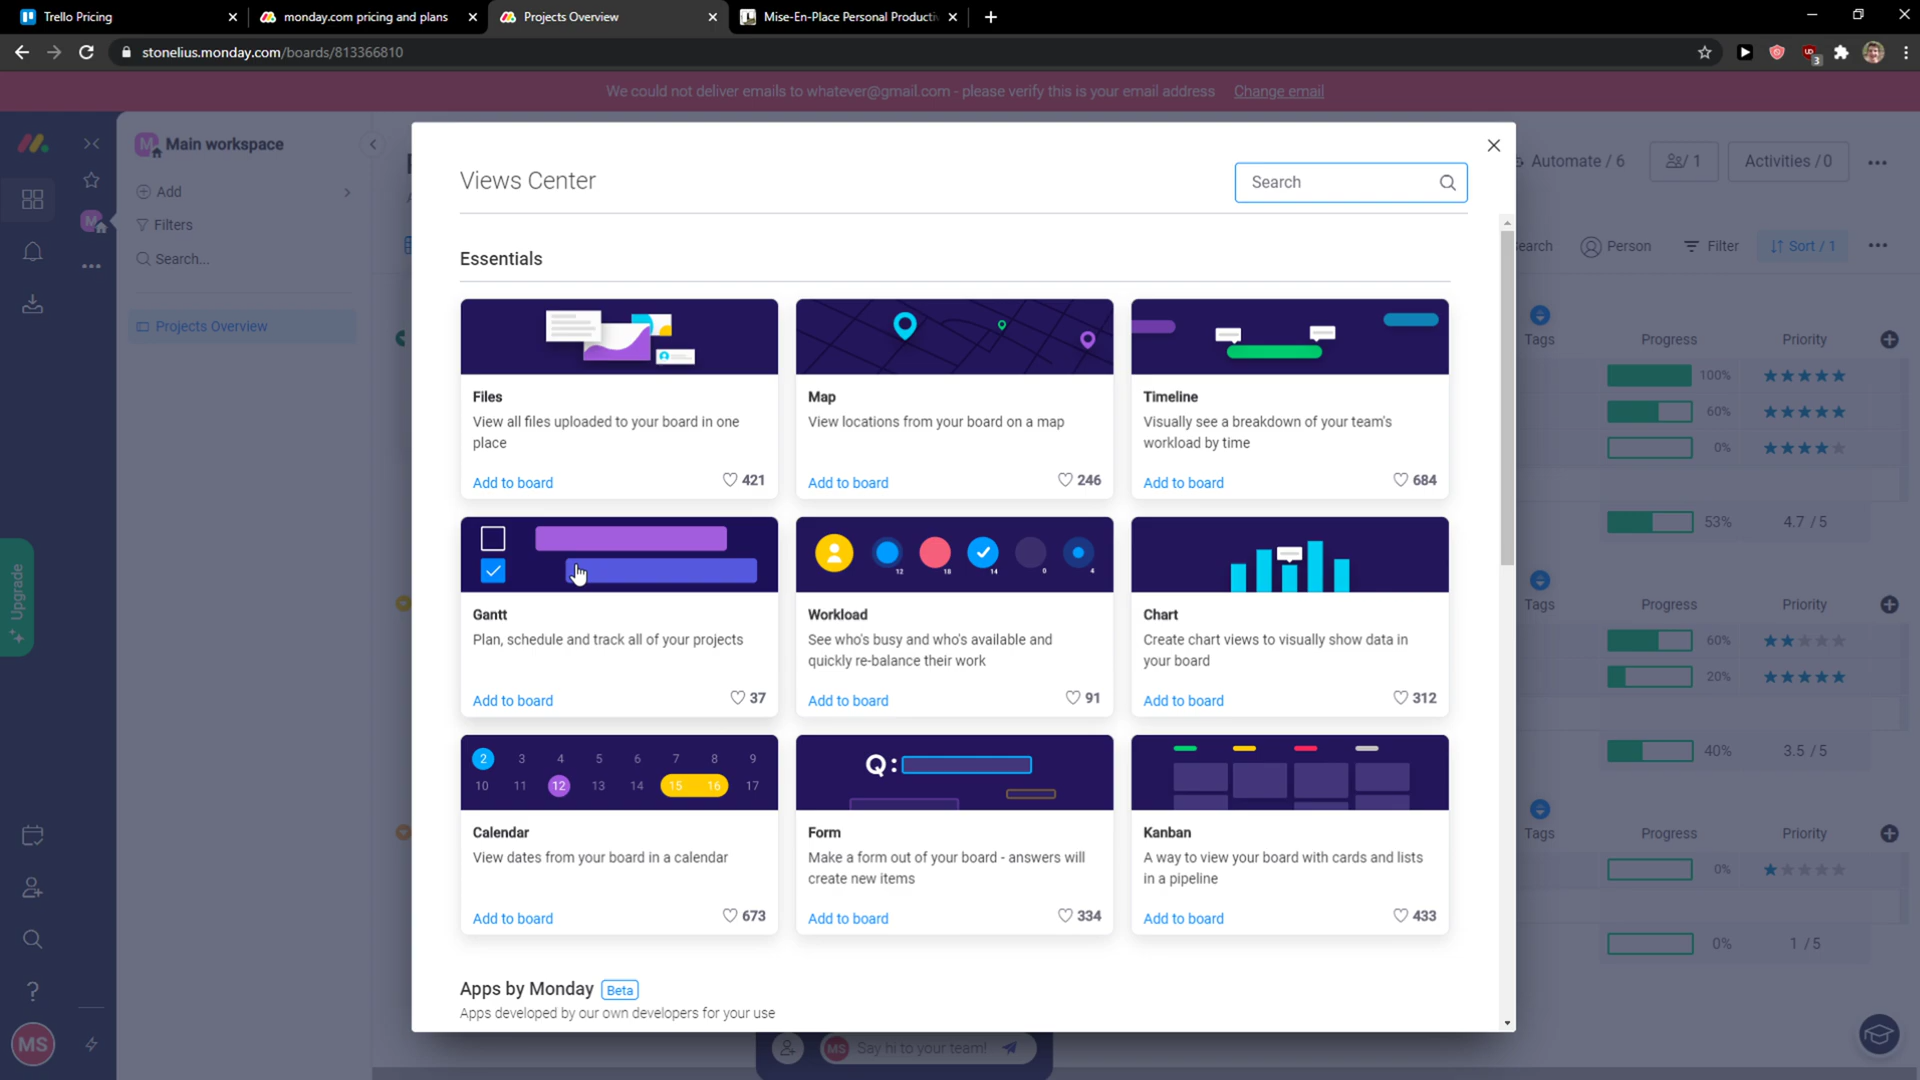 Trello Pricing
monday.com pricing and plans
Projects Overview
Mise-En-Place Personal Producti
stonelius.monday.com/boards/813366810
3
We could not deliver emails to whatever@gmail.com - please verify this is your email address
Change email
M
Main workspace
Add
Filters
Search...
Projects Overview
M
Upgrade
MS
Automate / 6
/ 1
Activities / 0
Person
Filter
Sort / 1
Views Center
Search
Essentials
Files
View all files uploaded to your board in one
place
Add to board
421
Map
View locations from your board on a map
Add to board
246
Timeline
Visually see a breakdown of your team's
workload by time
Add to board
684
12
18
14
0
4
Gantt
Plan, schedule and track all of your projects
Add to board
37
Workload
See who's busy and who's available and
quickly re-balance their work
Add to board
91
Chart
Create chart views to visually show data in
your board
Add to board
312
2 3 4 5 6 7 8 9
10 11 12 13 14 15 16 17
Calendar
View dates from your board in a calendar
Add to board
673
Q:
Form
Make a form out of your board - answers will
create new items
Add to board
334
Kanban
A way to view your board with cards and lists
in a pipeline
Add to board
433
Apps by Monday
Beta
Apps developed by our own developers for your use
MS
Say hi to your team!
Tags Progress Priority
100%
60%
0%
53% 4.7 / 5
Tags Progress Priority
60%
20%
40% 3.5 / 5
Tags Progress Priority
0%
0% 1 / 5